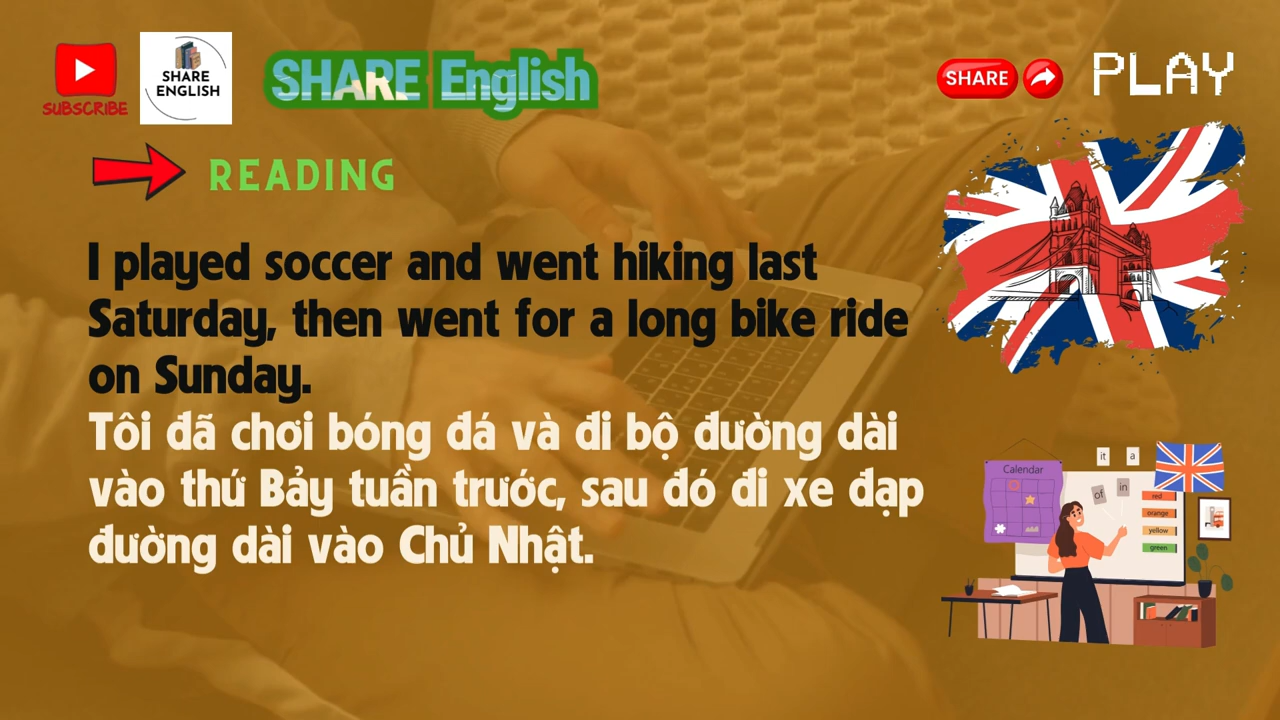 SUBSCRIBE
SHARE
ENGLISH
SHARE English
SHARE
PLAY
READING
I played soccer and went hiking last
Saturday, then went for a long bike ride
on Sunday.
Tôi đã chơi bóng đá và đi bộ đường dài
vào thứ Bảy tuần trước, sau đó đi xe đạp
đường dài vào Chủ Nhật.
Calendar
it
a
of
in
red
orange
yellow
green